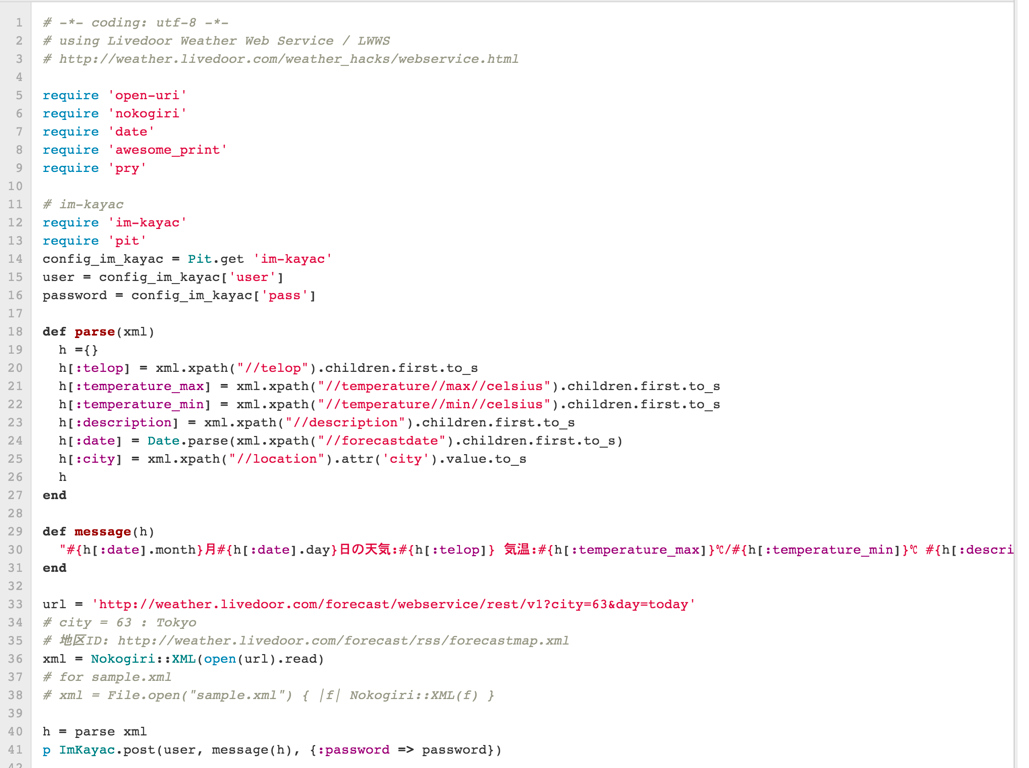 1 # -*- coding: utf-8 -*-
2 # using Livedoor Weather Web Service / LWWS
3 # http://weather.livedoor.com/weather_hacks/webservice.html
4
5 require 'open-uri'
6 require 'nokogiri'
7 require 'date'
8 require 'awesome_print'
9 require 'pry'
10
11 # im-kayac
12 require 'im-kayac'
13 require 'pit'
14 config_im_kayac = Pit.get 'im-kayac'
15 user = config_im_kayac['user']
16 password = config_im_kayac['pass']
17
18 def parse(xml)
19   h ={}
20   h[:telop] = xml.xpath("//telop").children.first.to_s
21   h[:temperature_max] = xml.xpath("//temperature//max//celsius").children.first.to_s
22   h[:temperature_min] = xml.xpath("//temperature//min//celsius").children.first.to_s
23   h[:description] = xml.xpath("//description").children.first.to_s
24   h[:date] = Date.parse(xml.xpath("//forecastdate").children.first.to_s)
25   h[:city] = xml.xpath("//location").attr('city').value.to_s
26   h
27 end
28
29 def message(h)
30   "#{h[:date].month}月#{h[:date].day}日の天気:#{h[:telop]} 気温:#{h[:temperature_max]}℃/#{h[:temperature_min]}℃ #{h[:descri
31 end
32
33 url = 'http://weather.livedoor.com/forecast/webservice/rest/v1?city=63&day=today'
34 # city = 63 : Tokyo
35 # 地区ID: http://weather.livedoor.com/forecast/rss/forecastmap.xml
36 xml = Nokogiri::XML(open(url).read)
37 # for sample.xml
38 # xml = File.open("sample.xml") { |f| Nokogiri::XML(f) }
39
40 h = parse xml
41 p ImKayac.post(user, message(h), {:password => password})
42